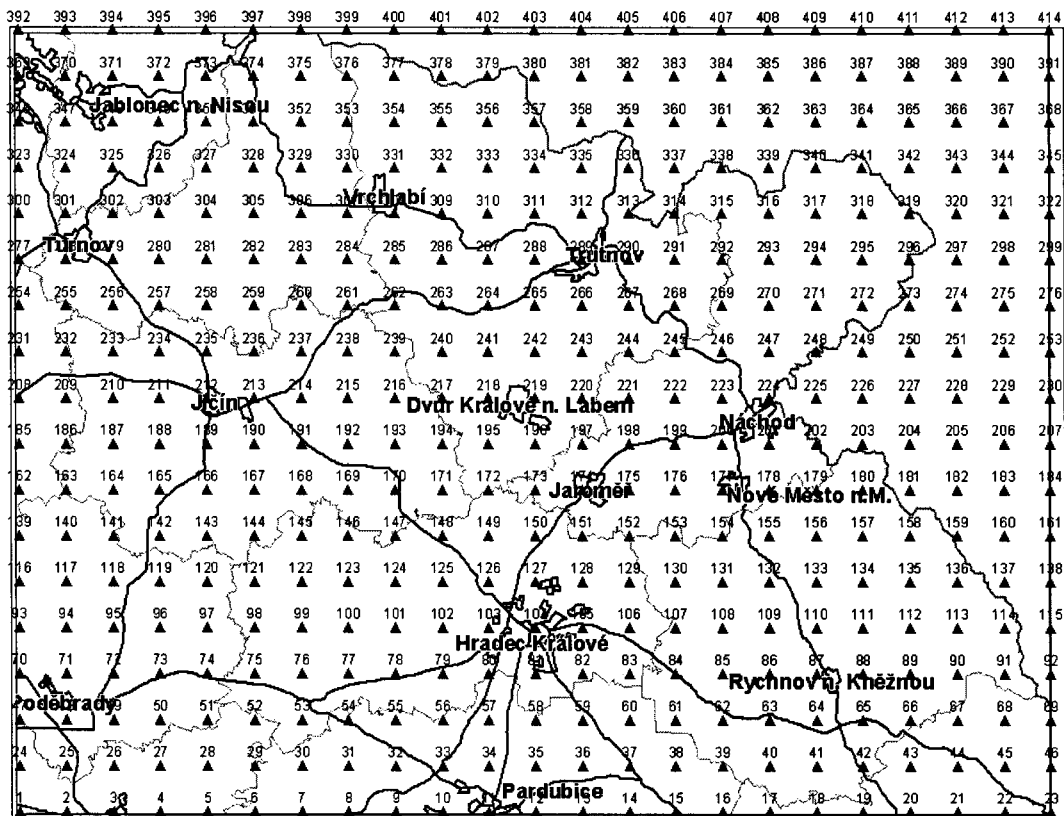 392 393 394 395 396 397 398 399 400 401 402 403 404 405 406 407 408 409 410 411 412 413 414
370 371 372 373 374 375 376 377 378 379 380 381 382 383 384 385 386 387 388 389 390 391
347 352 353 354 355 356 357 358 359 360 361 362 363 364 365 366 367 368
Jablonec n. Nisou
323 324 325 326 327 328 329 330 331 332 333 334 335 336 337 338 339 340 341 342 343 344 345
300 301 302 303 304 305 306 309 310 311 312 313 314 315 316 317 318 319 320 321 322
Vrchlabí
277 279 280 281 282 283 284 285 286 287 288 289 290 291 292 293 294 295 296 297 298 299
Turnov Trutnov
254 255 256 257 258 259 260 261 262 263 264 265 266 267 268 269 270 271 272 273 274 275 276
231 232 233 234 235 236 237 238 239 240 241 242 243 244 245 246 247 248 249 250 251 252 253
208 209 210 211 212 213 214 215 216 217 218 219 220 221 222 223 224 225 226 227 228 229 230
Jičín Dvůr Králové n. Labem
Náchod
185 186 187 188 189 190 191 192 193 194 195 196 197 198 199 202 203 204 205 206 207
162 163 164 165 166 167 168 169 170 171 172 173 174 175 176 177 178 179 180 181 182 183 184
Jaroměř Nové Město n.M.
139 140 141 142 143 144 145 146 147 148 149 150 151 152 153 154 155 156 157 158 159 160 161
116 117 118 119 120 121 122 123 124 125 126 127 128 129 130 131 132 133 134 135 136 137 138
93 94 95 96 97 98 99 100 101 102 103 105 106 107 108 109 110 111 112 113 114 115
Hradec Králové
70 71 72 73 74 75 76 77 78 79 80 81 82 83 84 85 86 87 88 89 90 91 92
Rychnov n. Kněžnou
oděbrady
49 50 51 52 53 54 55 56 57 58 59 60 61 62 63 64 65 66 67 68 69
24 25 26 27 28 29 30 31 32 33 34 35 36 37 38 39 40 41 42 43 44 45 46
Pardubice
1 2 3 4 5 6 7 8 9 10 12 13 14 15 16 17 18 19 20 21 22 23